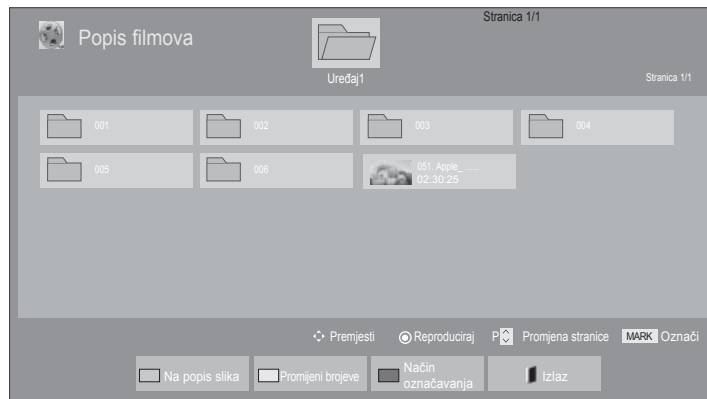 Stranica 1/1
Popis filmova
Uređaj1
Stranica 1/1
001
002
003
004
005
006
051. Apple_ ......
02:30:25
Premjesti
Reproduciraj
P
Promjena stranice
MARK Označi
Na popis slika
Promijeni brojeve
Način
označavanja
Izlaz